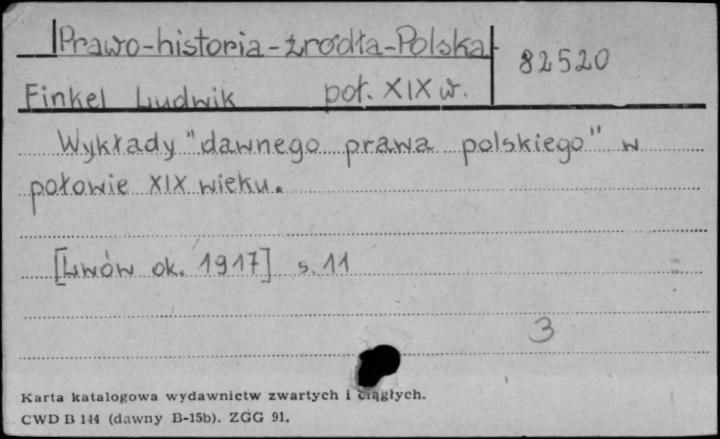 Prawo-historia-źródła-Polska
82520
Finkel Ludwik poł. XIX w.
Wykłady "dawnego prawa polskiego" w
połowie XIX wieku.
[Lwów ok. 1917] s. 11
3
Karta katalogowa wydawnictw zwartych i ciągłych.
CWD B 144 (dawny B-15b). ZGG 91.